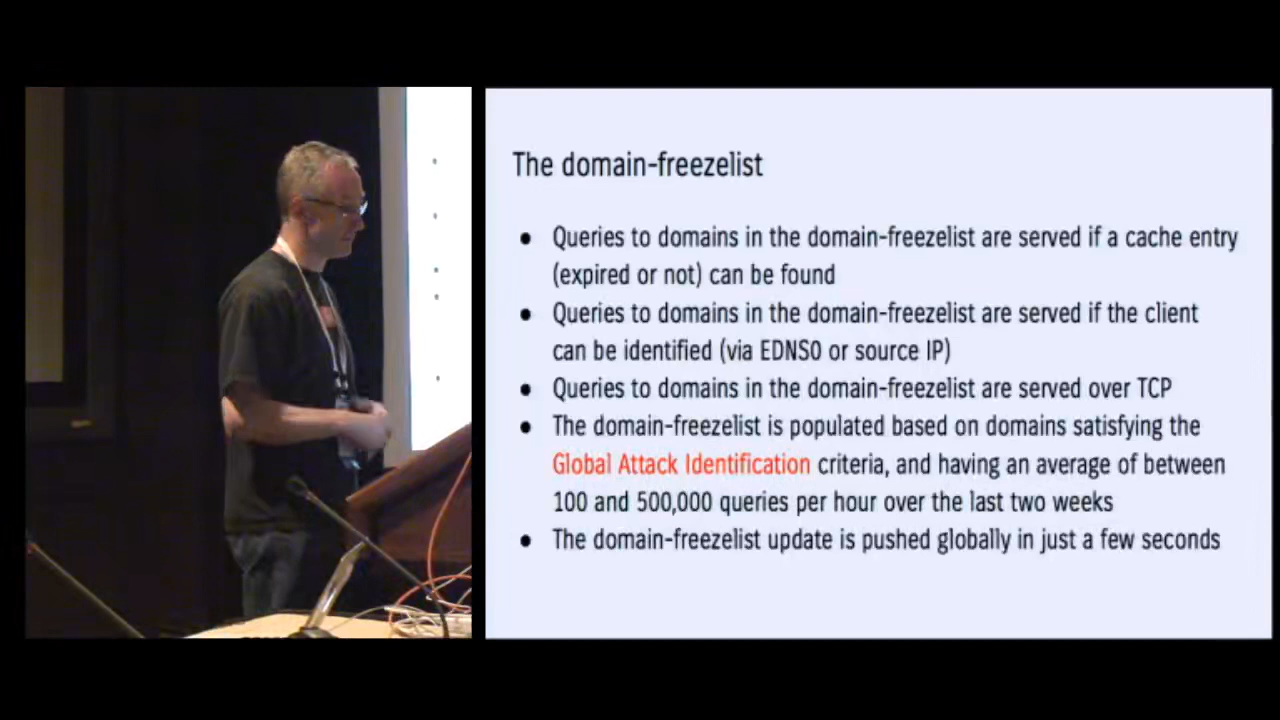 The domain-freezelist
● Queries to domains in the domain-freezelist are served if a cache entry
(expired or not) can be found
● Queries to domains in the domain-freezelist are served if the client
can be identified (via EDNS0 or source IP)
● Queries to domains in the domain-freezelist are served over TCP
● The domain-freezelist is populated based on domains satisfying the
Global Attack Identification criteria, and having an average of between
100 and 500,000 queries per hour over the last two weeks
● The domain-freezelist update is pushed globally in just a few seconds